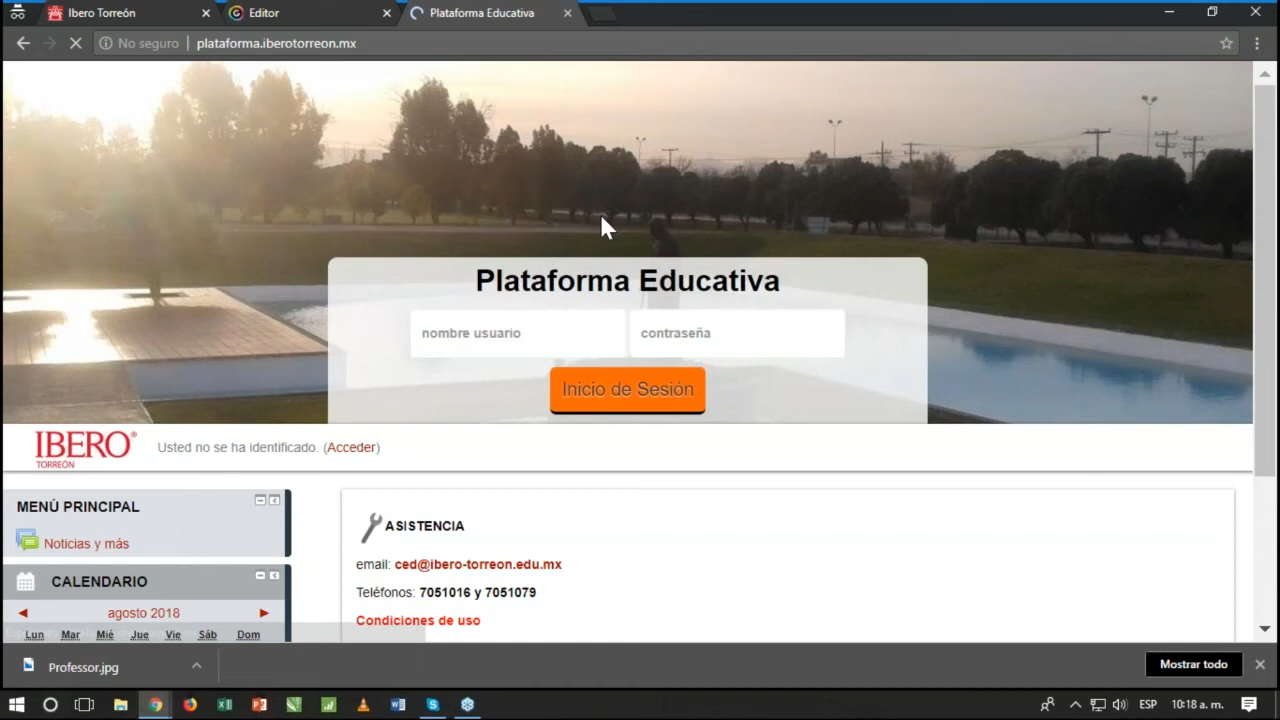 Ibero Torreón
Editor
Plataforma Educativa
No seguro
plataforma.iberotorreon.mx
Plataforma Educativa
nombre usuario
contraseña
Inicio de Sesión
IBERO®
TORREÓN
Usted no se ha identificado. (Acceder)
MENÚ PRINCIPAL
Noticias y más
CALENDARIO
agosto 2018
Lun Mar Mié Jue Vie Sáb Dom
ASISTENCIA
email: ced@ibero-torreon.edu.mx
Teléfonos: 7051016 y 7051079
Condiciones de uso
Professor.jpg
Mostrar todo
ESP
10:18 a. m.